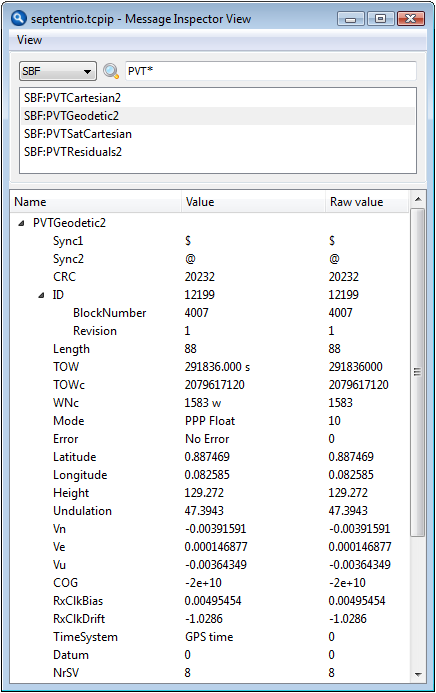 septentrio.tcpip - Message Inspector View
View
SBF PVT*
SBF:PVTCartesian2
SBF:PVTGeodetic2
SBF:PVTSatCartesian
SBF:PVTResiduals2
Name Value Raw value
PVTGeodetic2
Sync1 $ $
Sync2 @ @
CRC 20232 20232
ID 12199 12199
BlockNumber 4007 4007
Revision 1 1
Length 88 88
TOW 291836.000 s 291836000
TOWc 2079617120 2079617120
WNc 1583 w 1583
Mode PPP Float 10
Error No Error 0
Latitude 0.887469 0.887469
Longitude 0.082585 0.082585
Height 129.272 129.272
Undulation 47.3943 47.3943
Vn -0.00391591 -0.00391591
Ve 0.000146877 0.000146877
Vu -0.00364349 -0.00364349
COG -2e+10 -2e+10
RxClkBias 0.00495454 0.00495454
RxClkDrift -1.0286 -1.0286
TimeSystem GPS time 0
Datum 0 0
NrSV 8 8